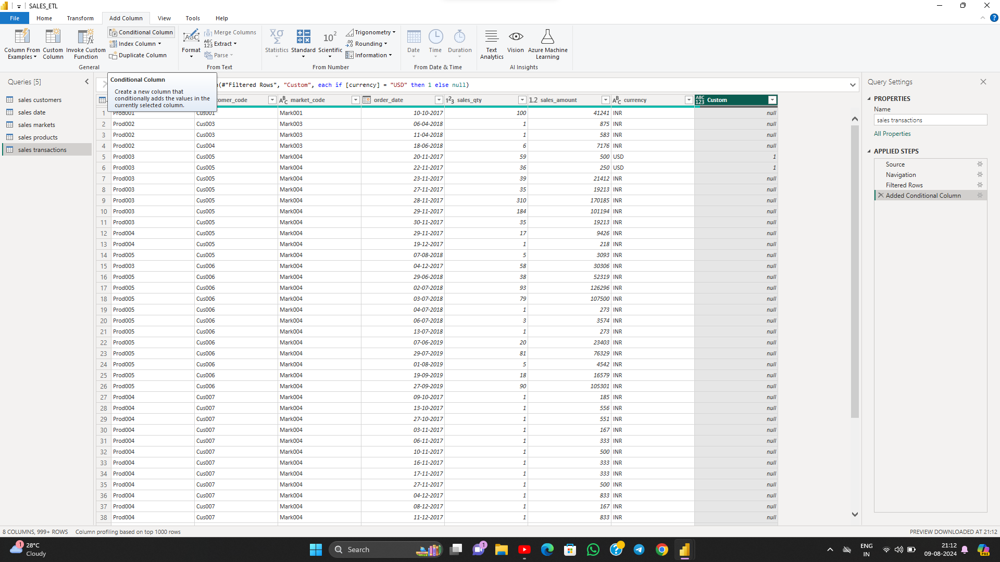 SALES_ETL
File Home Transform Add Column View Tools Help
Column From Examples
Custom Column
Invoke Custom Function
Conditional Column
Index Column
Duplicate Column
General
Format
Merge Columns
ABC 123 Extract
abc Parse
From Text
Statistics
Standard
Scientific
Trigonometry
Rounding
Information
From Number
Date
Time
Duration
From Date & Time
Text Analytics
Vision
Azure Machine Learning
AI Insights
Queries [5]
sales customers
sales date
sales markets
sales products
sales transactions
Conditional Column
Create a new column that
conditionally adds the values in the
currently selected column.
(#"Filtered Rows", "Custom", each if [currency] = "USD" then 1 else null)
omer_code market_code order_date sales_qty sales_amount currency Custom
1 Prod001 Cus001 Mark001 10-10-2017 100 41241 INR null
2 Prod002 Cus003 Mark003 06-04-2018 1 875 INR null
3 Prod002 Cus003 Mark003 11-04-2018 1 583 INR null
4 Prod002 Cus004 Mark003 18-06-2018 6 7176 INR null
5 Prod003 Cus005 Mark004 20-11-2017 59 500 USD 1
6 Prod003 Cus005 Mark004 22-11-2017 36 250 USD 1
7 Prod003 Cus005 Mark004 23-11-2017 39 21412 INR null
8 Prod003 Cus005 Mark004 27-11-2017 35 19213 INR null
9 Prod003 Cus005 Mark004 28-11-2017 310 170185 INR null
10 Prod003 Cus005 Mark004 29-11-2017 184 101194 INR null
11 Prod003 Cus005 Mark004 30-11-2017 35 19213 INR null
12 Prod004 Cus005 Mark004 29-11-2017 17 9426 INR null
13 Prod004 Cus005 Mark004 19-12-2017 1 218 INR null
14 Prod005 Cus005 Mark004 07-08-2018 5 3093 INR null
15 Prod003 Cus006 Mark004 04-12-2017 58 30306 INR null
16 Prod005 Cus006 Mark004 29-06-2018 38 52319 INR null
17 Prod005 Cus006 Mark004 02-07-2018 93 126296 INR null
18 Prod005 Cus006 Mark004 03-07-2018 79 107500 INR null
19 Prod005 Cus006 Mark004 04-07-2018 1 273 INR null
20 Prod005 Cus006 Mark004 06-07-2018 3 3574 INR null
21 Prod005 Cus006 Mark004 13-07-2018 1 273 INR null
22 Prod005 Cus006 Mark004 07-06-2019 20 23403 INR null
23 Prod005 Cus006 Mark004 29-07-2019 81 76329 INR null
24 Prod005 Cus006 Mark004 01-08-2019 5 4542 INR null
25 Prod005 Cus006 Mark004 19-09-2019 18 16579 INR null
26 Prod005 Cus006 Mark004 27-09-2019 90 105301 INR null
27 Prod004 Cus007 Mark004 09-10-2017 1 185 INR null
28 Prod004 Cus007 Mark004 13-10-2017 1 556 INR null
29 Prod004 Cus007 Mark004 27-10-2017 1 551 INR null
30 Prod004 Cus007 Mark004 03-11-2017 1 167 INR null
31 Prod004 Cus007 Mark004 06-11-2017 1 333 INR null
32 Prod004 Cus007 Mark004 10-11-2017 1 500 INR null
33 Prod004 Cus007 Mark004 16-11-2017 1 333 INR null
34 Prod004 Cus007 Mark004 17-11-2017 1 333 INR null
35 Prod004 Cus007 Mark004 27-11-2017 1 500 INR null
36 Prod004 Cus007 Mark004 04-12-2017 1 833 INR null
37 Prod004 Cus007 Mark004 08-12-2017 1 167 INR null
38 Prod004 Cus007 Mark004 11-12-2017 1 833 INR null
Query Settings
PROPERTIES
Name
sales transactions
All Properties
APPLIED STEPS
Source
Navigation
Filtered Rows
Added Conditional Column
8 COLUMNS, 999+ ROWS Column profiling based on top 1000 rows
PREVIEW DOWNLOADED AT 21:12
28°C
Cloudy
Search
ENG
IN
21:12
09-08-2024